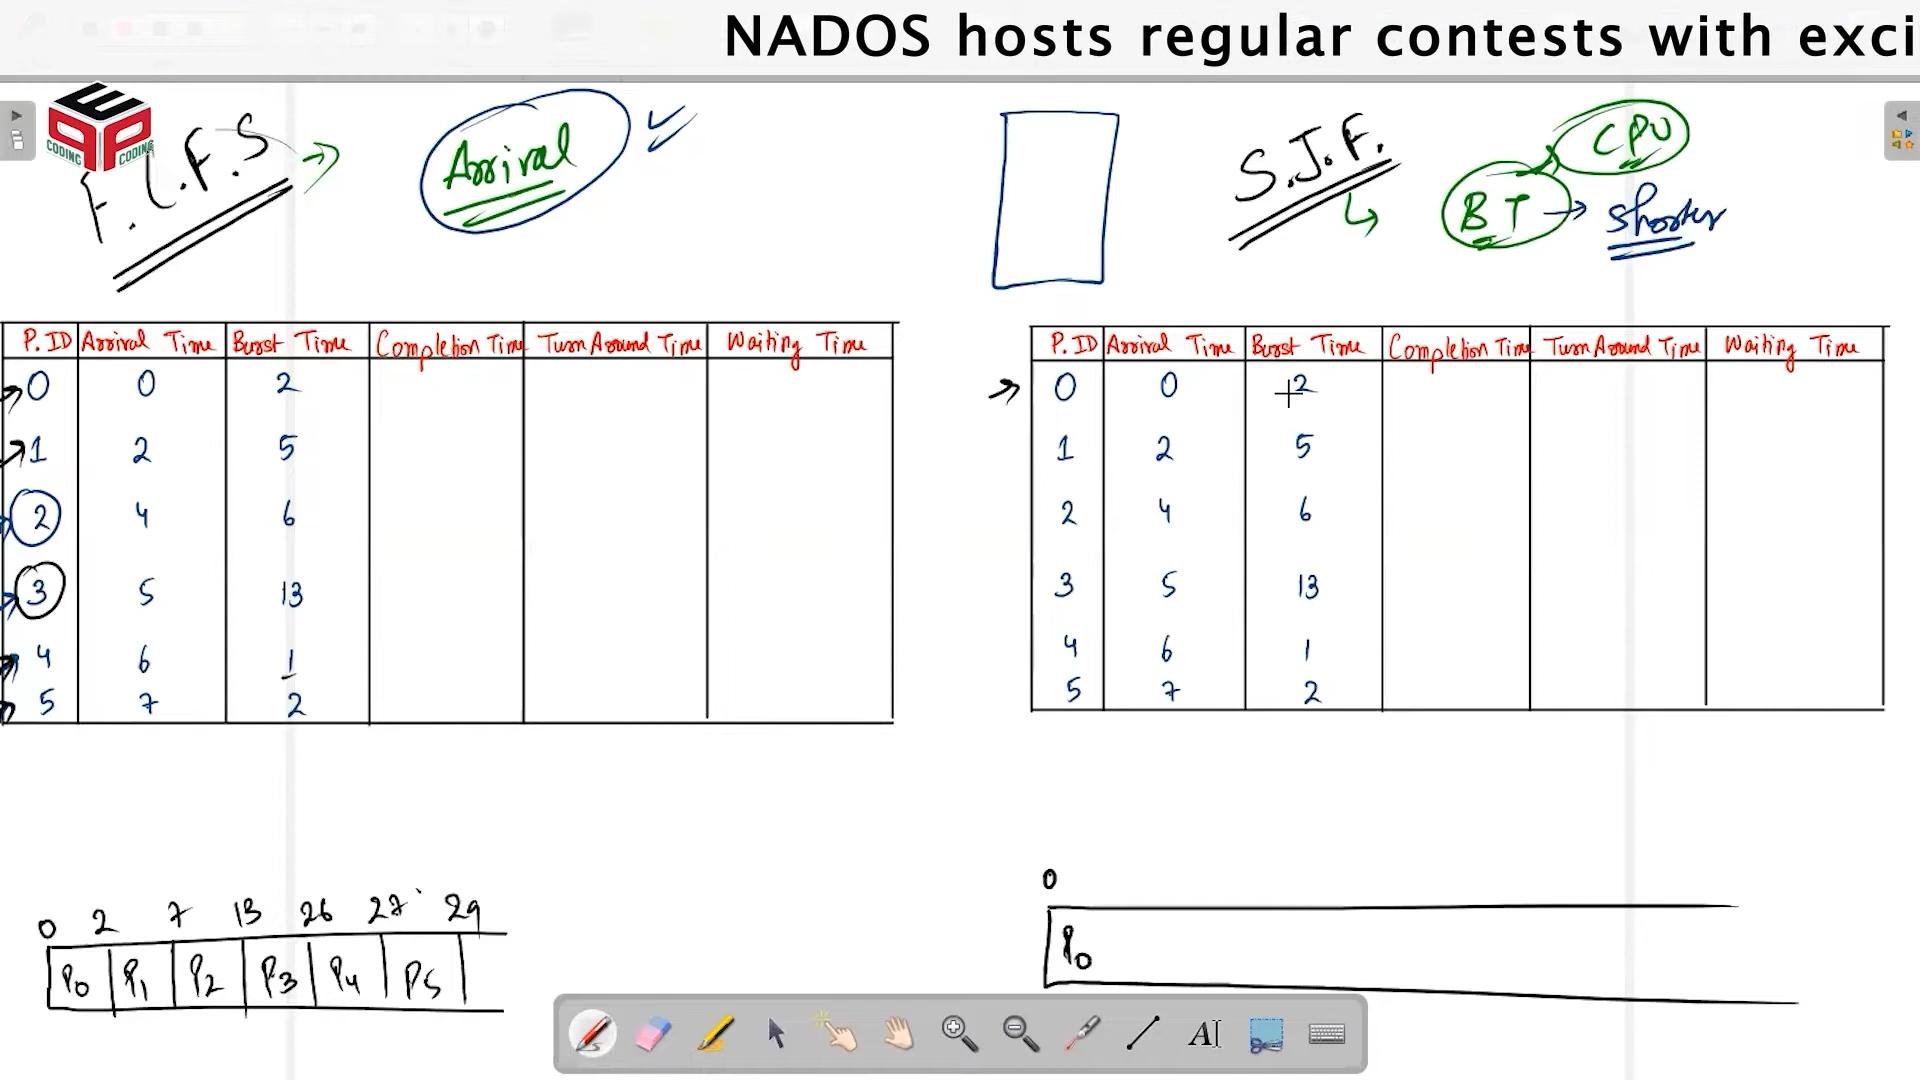 NADOS hosts regular contests with exci
CODING CODING
F.C.F.S → Arrival
S.J.F.
BT → shorter
CPU
P.ID Arrival Time Burst Time Completion Time Turn Around Time Waiting Time
0 0 2
1 2 5
2 4 6
3 5 13
4 6 1
5 7 2
P.ID Arrival Time Burst Time Completion Time Turn Around Time Waiting Time
0 0 2
1 2 5
2 4 6
3 5 13
4 6 1
5 7 2
0 2 7 13 26 27 29
P0 P1 P2 P3 P4 P5
0
P0
AI